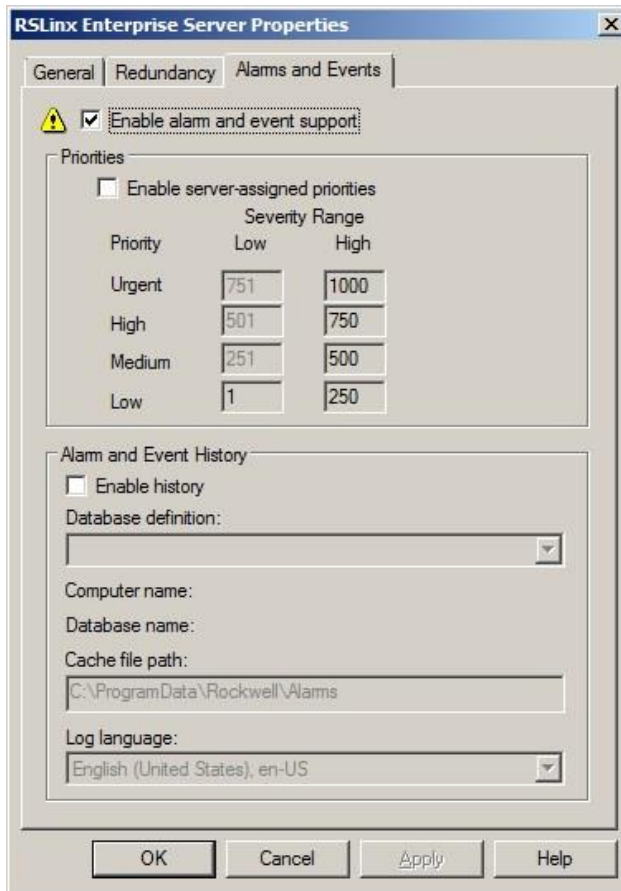 RSLinx Enterprise Server Properties
General Redundancy Alarms and Events
Enable alarm and event support
Priorities
Enable server-assigned priorities
Severity Range
Priority Low High
Urgent 751 1000
High 501 750
Medium 251 500
Low 1 250
Alarm and Event History
Enable history
Database definition:
Computer name:
Database name:
Cache file path:
C:\ProgramData\Rockwell\Alarms
Log language:
English (United States), en-US
OK Cancel Apply Help